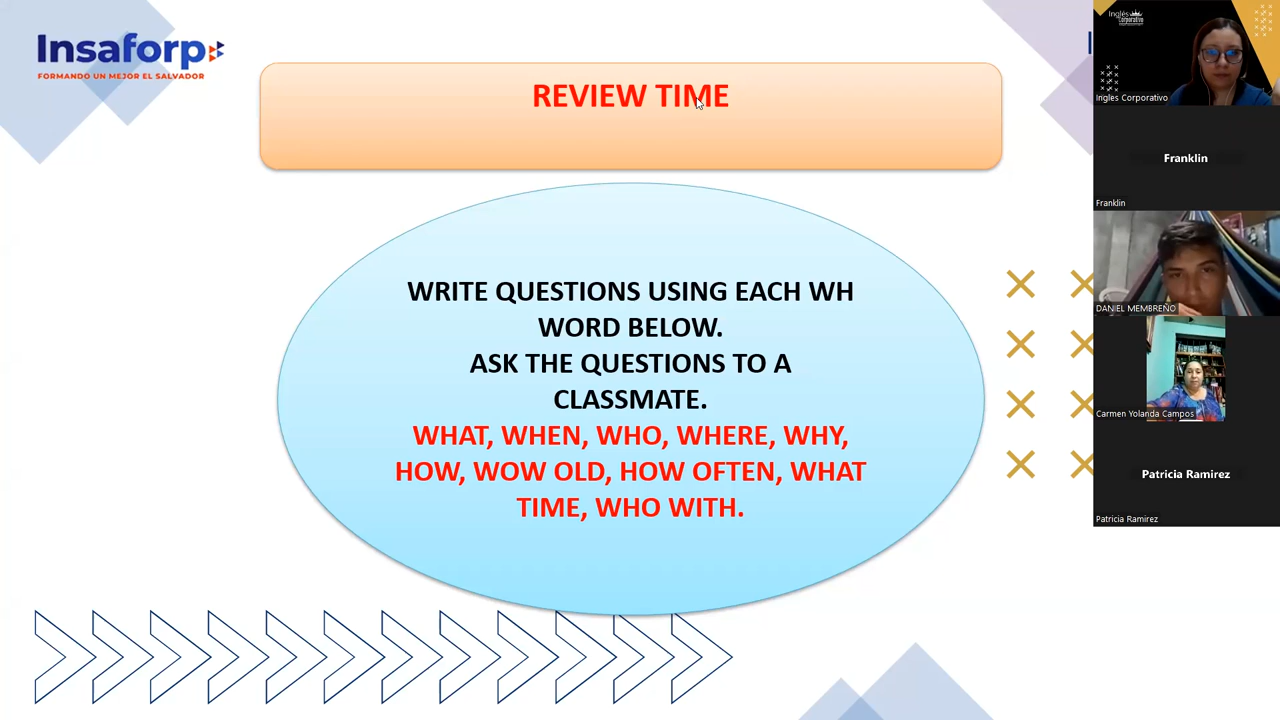 Insaforp
FORMANDO UN MEJOR EL SALVADOR
REVIEW TIME
WRITE QUESTIONS USING EACH WH
WORD BELOW.
ASK THE QUESTIONS TO A
CLASSMATE.
WHAT, WHEN, WHO, WHERE, WHY,
HOW, WOW OLD, HOW OFTEN, WHAT
TIME, WHO WITH.
Inglés
Corporativo
Ingles Corporativo
Franklin
Franklin
DANIEL MEMBREÑO
Carmen Yolanda Campos
Patricia Ramirez
Patricia Ramirez